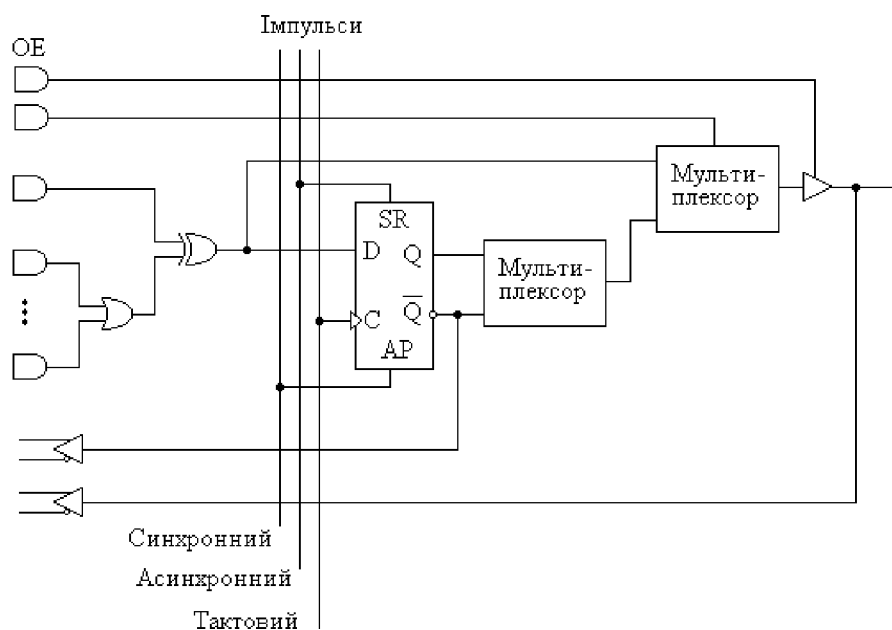 Імпульси
OE
SR
D
Q
C
Q̅
AP
Мульти-
плексор
Мульти-
плексор
Синхронний
Асинхронний
Тактовий